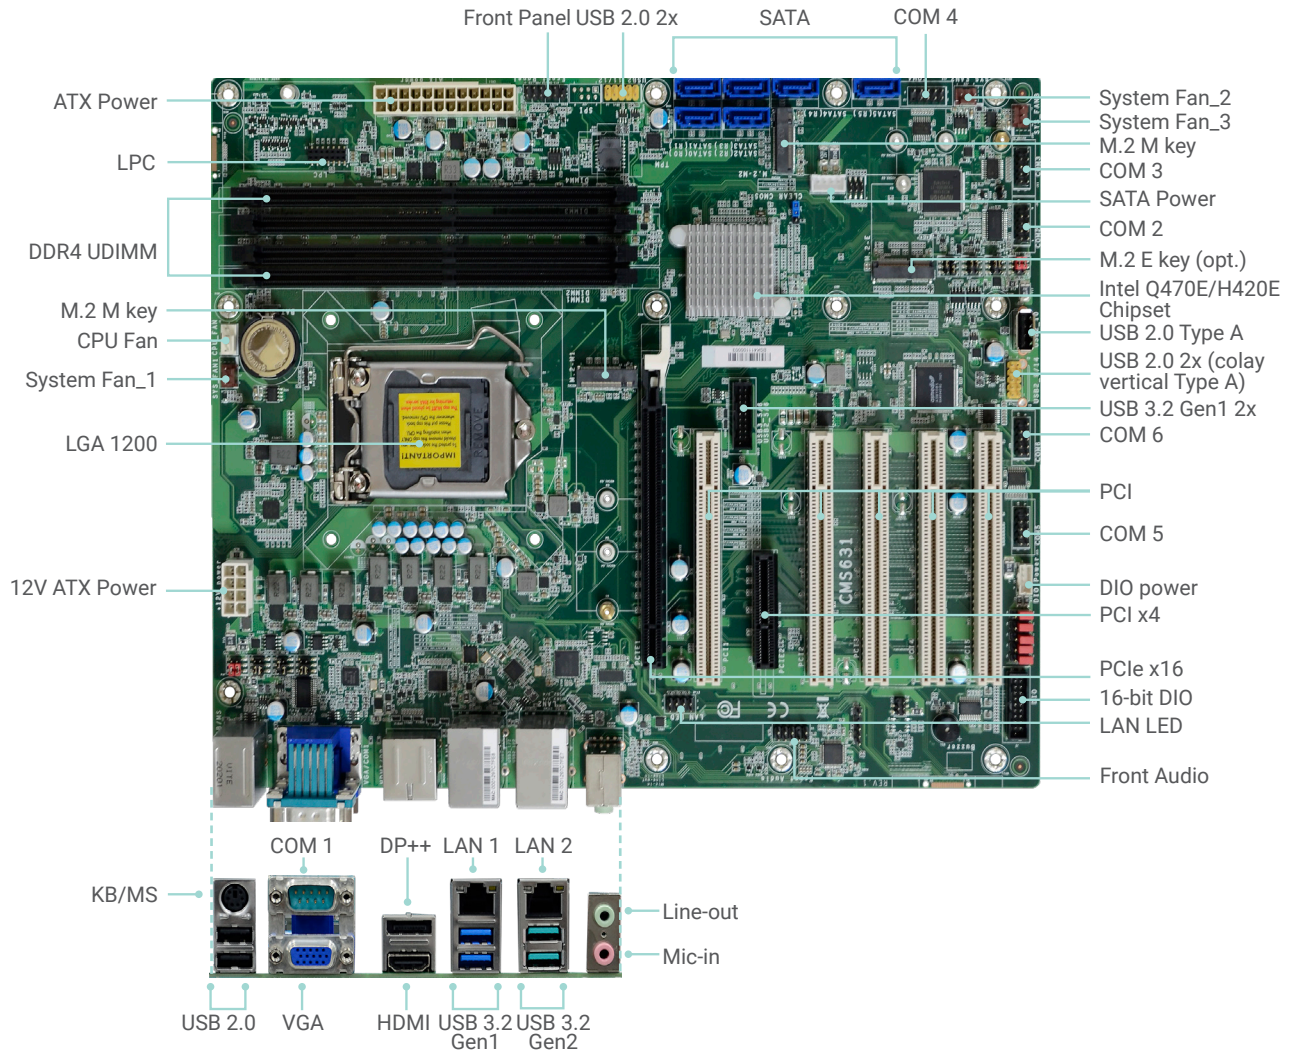 Front Panel USB 2.0 2x
SATA
COM 4
ATX Power
LPC
DDR4 UDIMM
M.2 M key
CPU Fan
System Fan_1
LGA 1200
12V ATX Power
System Fan_2
System Fan_3
M.2 M key
COM 3
SATA Power
COM 2
M.2 E key (opt.)
Intel Q470E/H420E
Chipset
USB 2.0 Type A
USB 2.0 2x (colay
vertical Type A)
USB 3.2 Gen1 2x
COM 6
PCI
COM 5
DIO power
PCI x4
PCIe x16
16-bit DIO
LAN LED
Front Audio
CLEAR CMOS
IMPORTANT!
REMOVE
CMS631
CE
Buzzer
COM 1
DP++
LAN 1
LAN 2
KB/MS
Line-out
Mic-in
USB 2.0
VGA
HDMI
USB 3.2
Gen1
USB 3.2
Gen2